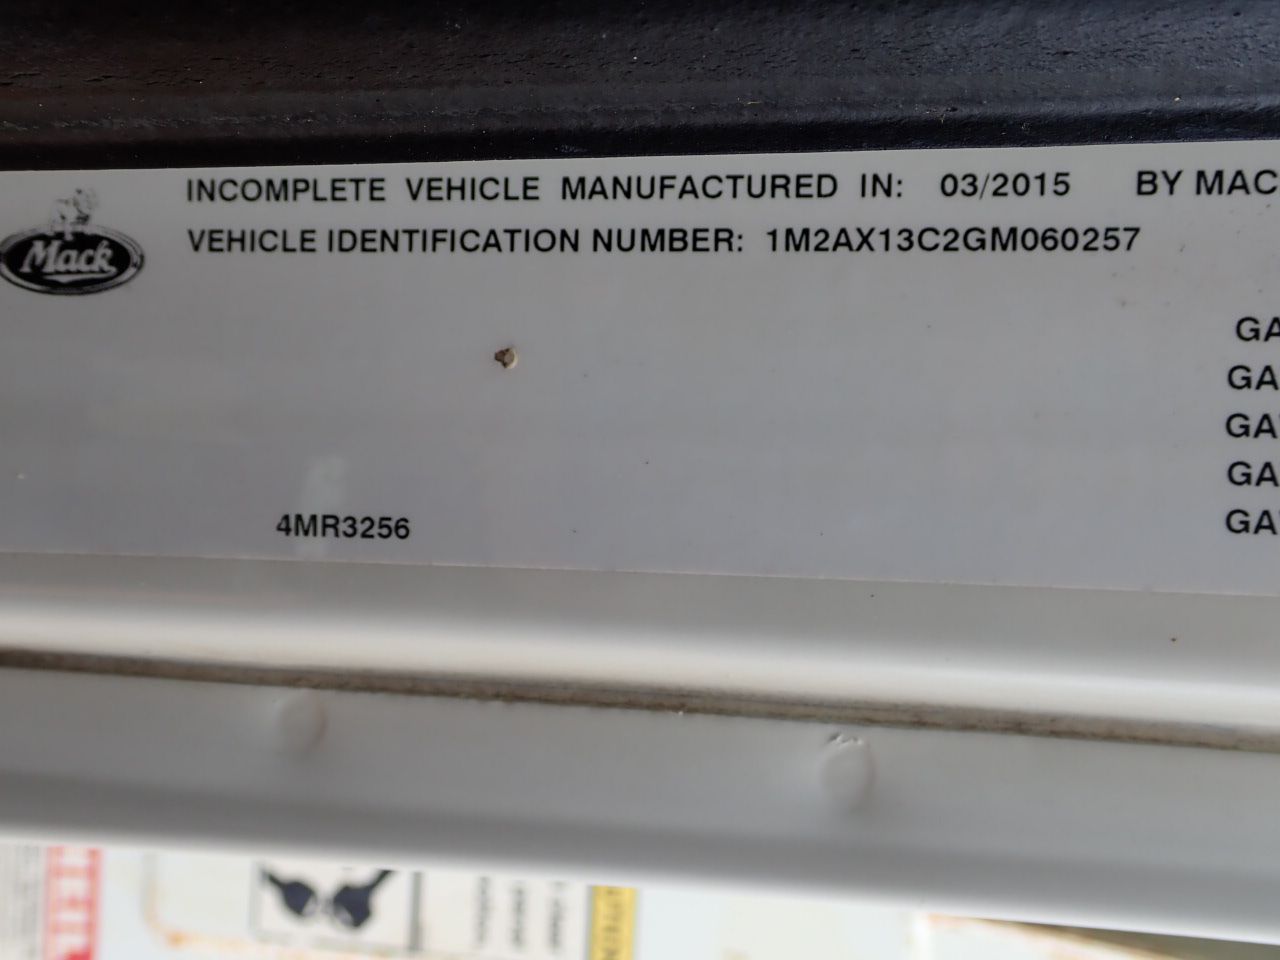 INCOMPLETE VEHICLE MANUFACTURED IN: 03/2015 BY MAC
VEHICLE IDENTIFICATION NUMBER: 1M2AX13C2GM060257
Mack
GA
GA
GA
GA
GA
4MR3256